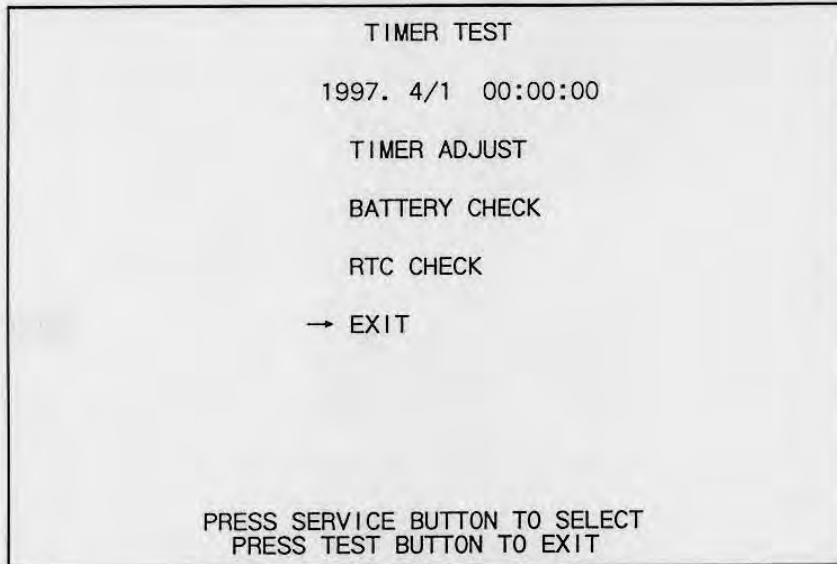 TIMER TEST
1997. 4/1 00:00:00
TIMER ADJUST
BATTERY CHECK
RTC CHECK
→ EXIT
PRESS SERVICE BUTTON TO SELECT
PRESS TEST BUTTON TO EXIT